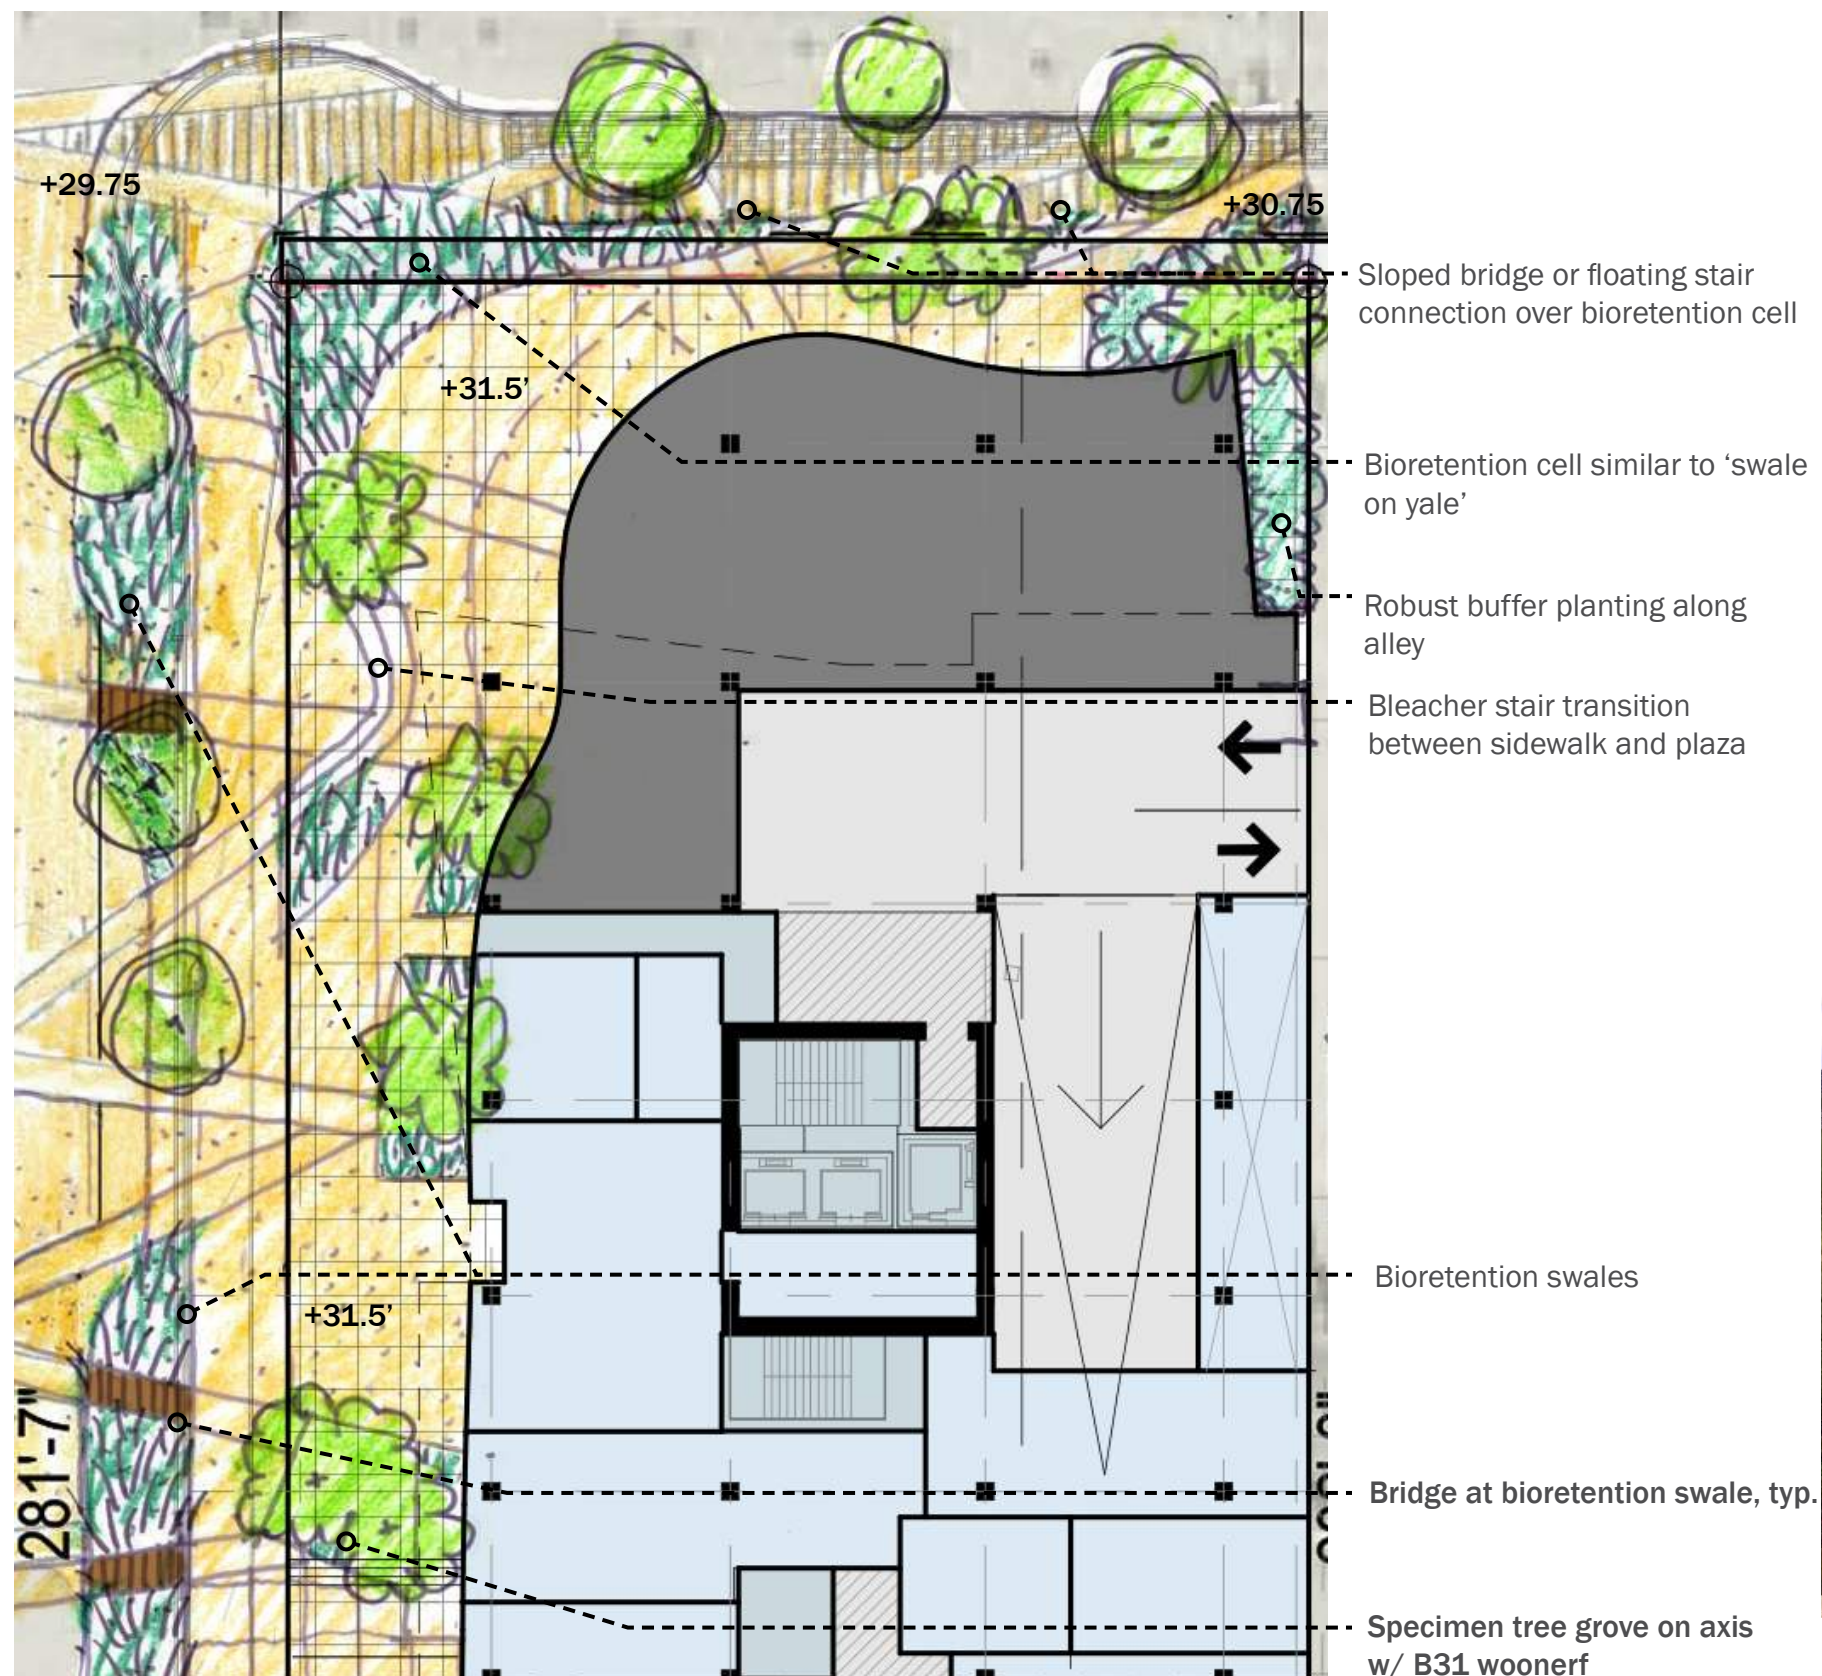 +29.75
+30.75
Sloped bridge or floating stair
connection over bioretention cell
+31.5’
Bioretention cell similar to ‘swale
on yale’
Robust buffer planting along
alley
Bleacher stair transition
between sidewalk and plaza
Bioretention swales
+31.5’
281'-7"
Bridge at bioretention swale, typ.
Specimen tree grove on axis
w/ B31 woonerf